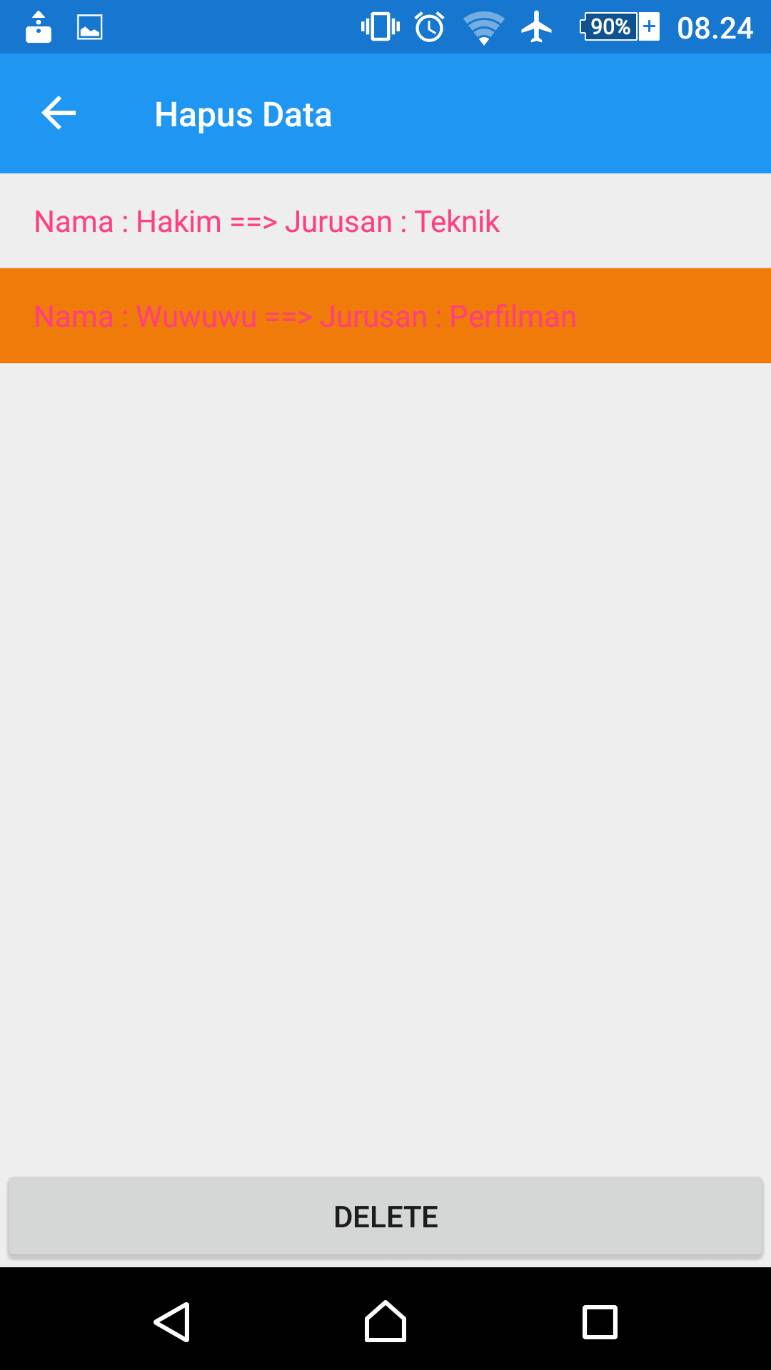 90% 08.24
Hapus Data
Nama : Hakim ==> Jurusan : Teknik
Nama : Wuwuwu ==> Jurusan : Perfilman
DELETE